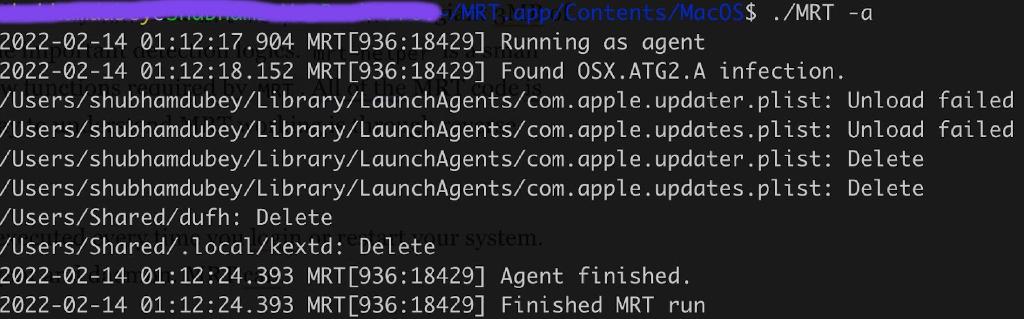 /MRT.app/Contents/MacOS$ ./MRT -a
2022-02-14 01:12:17.904 MRT[936:18429] Running as agent
2022-02-14 01:12:18.152 MRT[936:18429] Found OSX.ATG2.A infection.
/Users/shubhamdubey/Library/LaunchAgents/com.apple.updater.plist: Unload failed
/Users/shubhamdubey/Library/LaunchAgents/com.apple.updates.plist: Unload failed
/Users/shubhamdubey/Library/LaunchAgents/com.apple.updater.plist: Delete
/Users/shubhamdubey/Library/LaunchAgents/com.apple.updates.plist: Delete
/Users/Shared/dufh: Delete
/Users/Shared/.local/kextd: Delete
2022-02-14 01:12:24.393 MRT[936:18429] Agent finished.
2022-02-14 01:12:24.393 MRT[936:18429] Finished MRT run